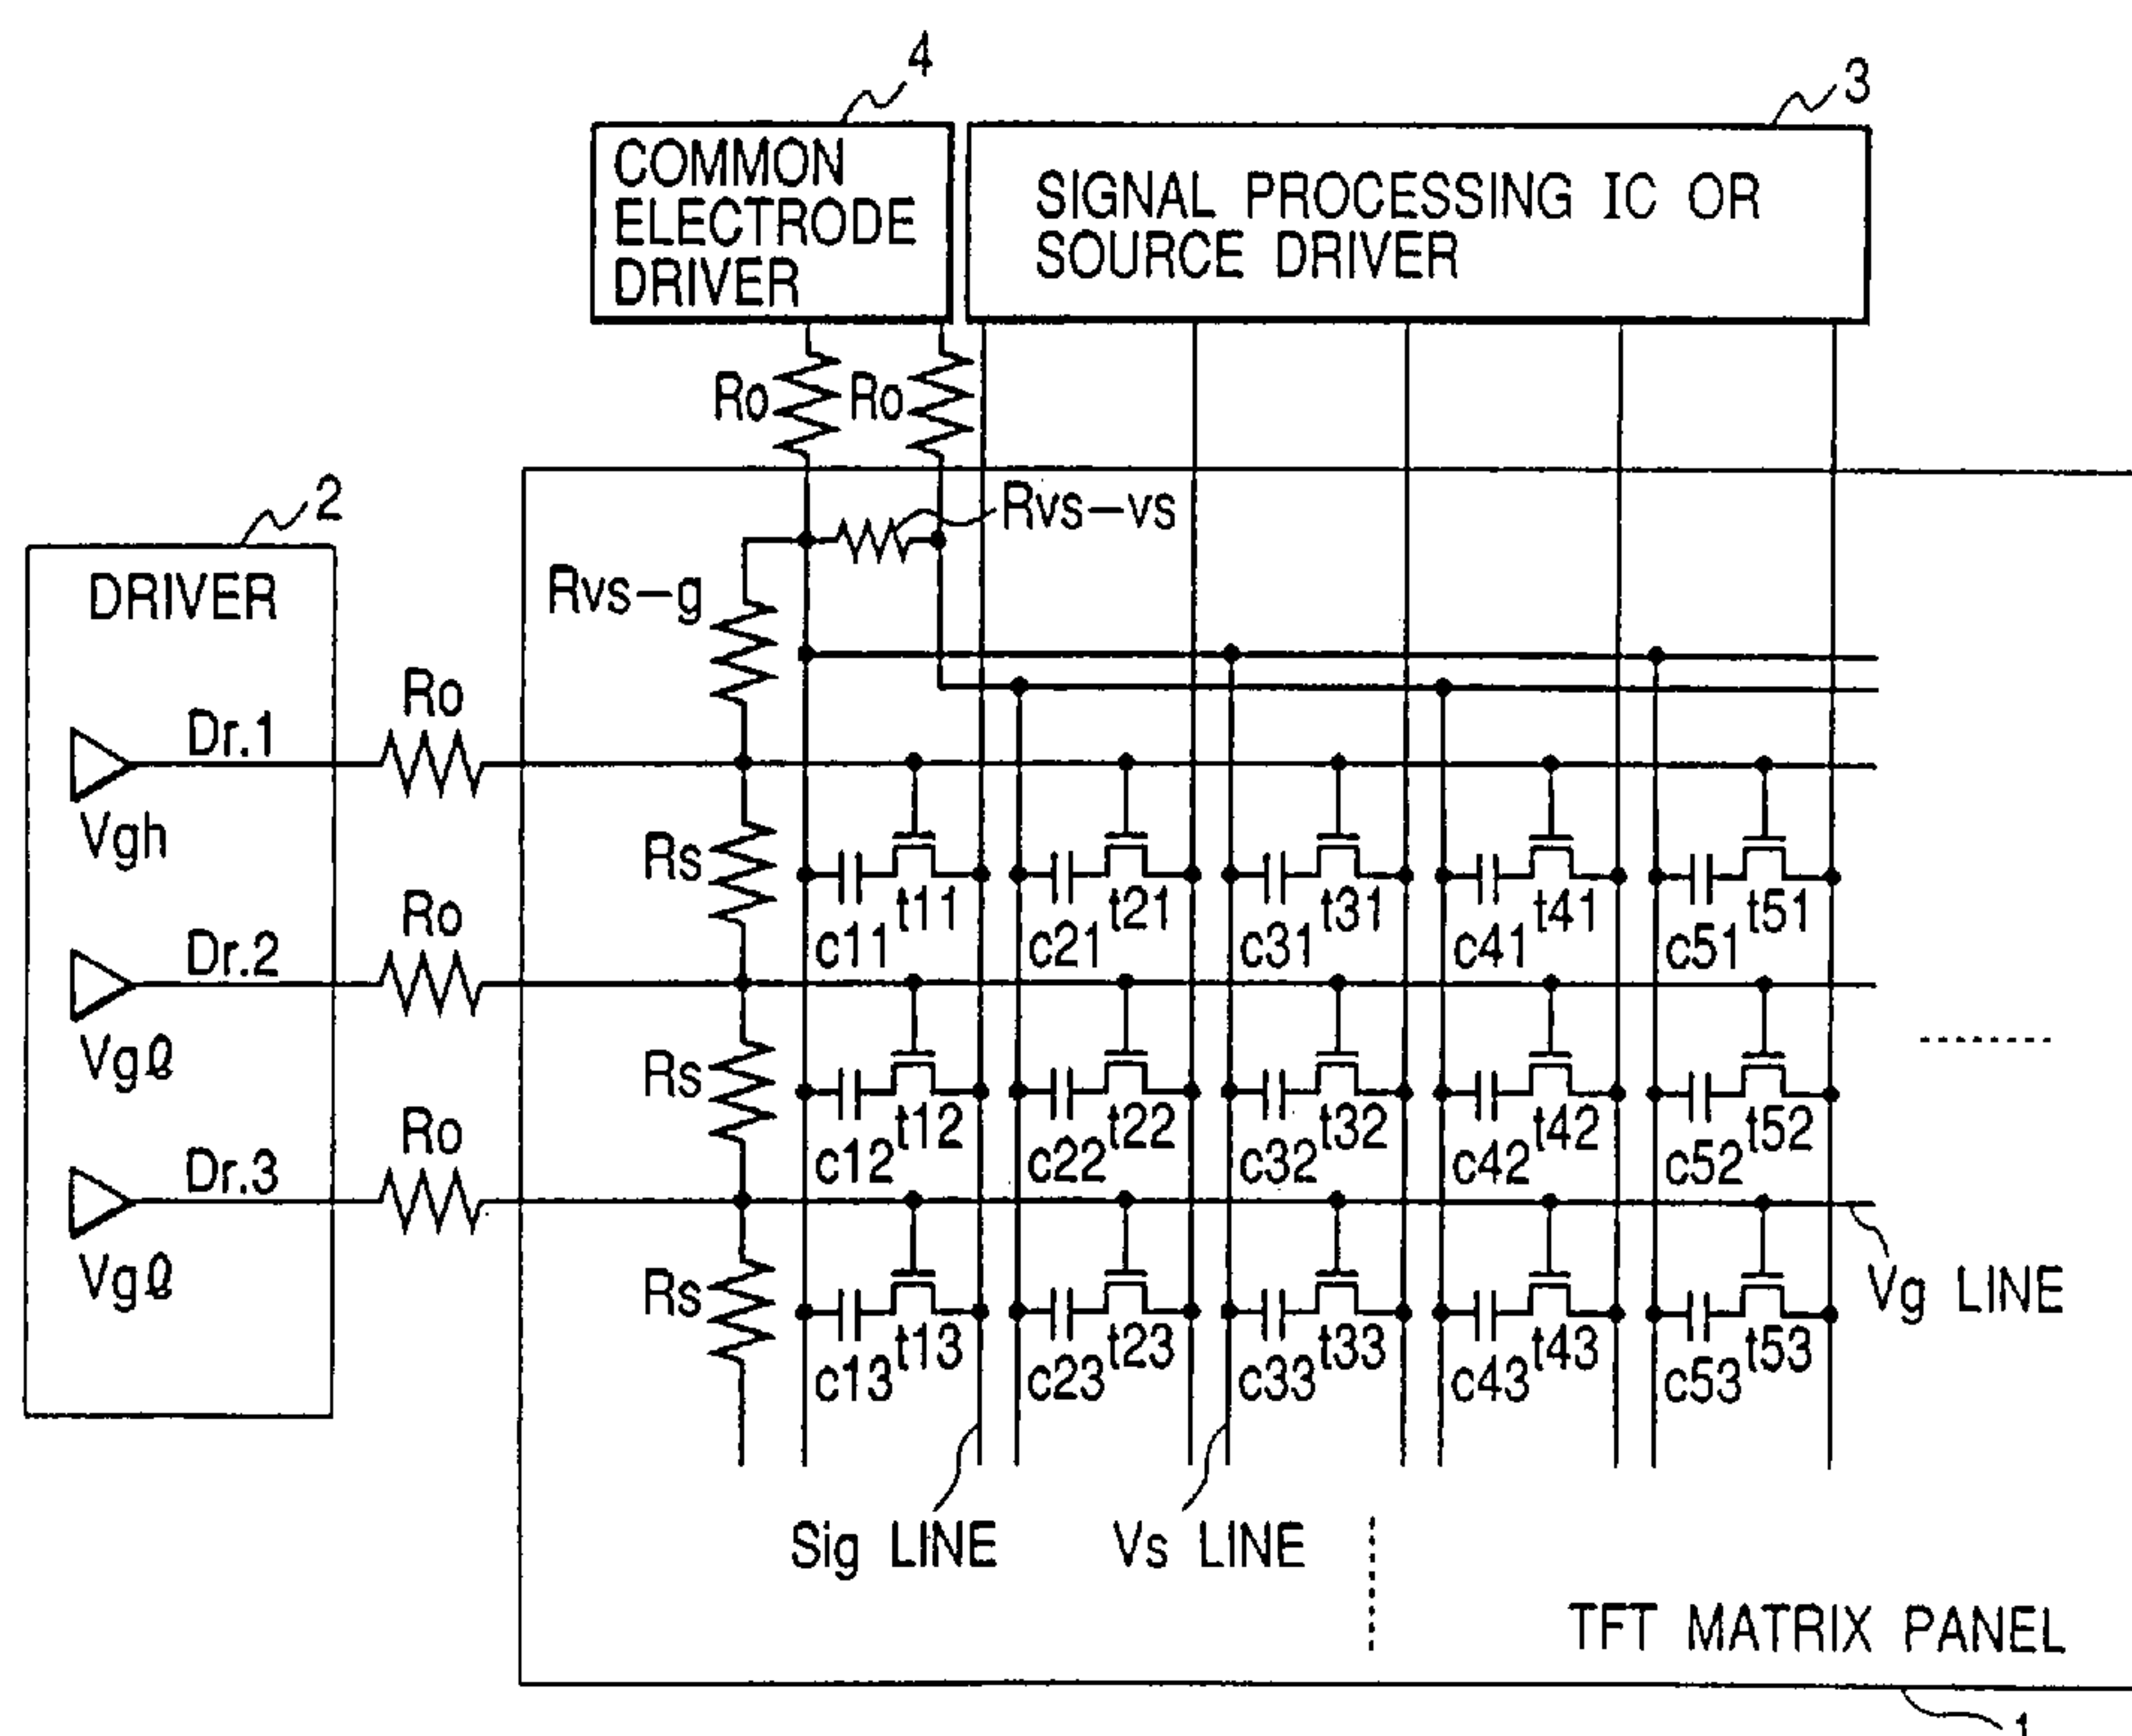 4
3
COMMON
ELECTRODE
DRIVER
SIGNAL PROCESSING IC OR
SOURCE DRIVER
Ro
Ro
2
Rvs-vs
DRIVER
Rvs-g
Ro
Dr.1
Vgh
Rs
t11
t21
t31
t41
t51
c11
c21
c31
c41
c51
Ro
Dr.2
Vgℓ
Rs
t12
t22
t32
t42
t52
c12
c22
c32
c42
c52
Ro
Dr.3
Vgℓ
Rs
Vg LINE
t13
t23
t33
t43
t53
c13
c23
c33
c43
c53
Sig LINE
Vs LINE
TFT MATRIX PANEL
1